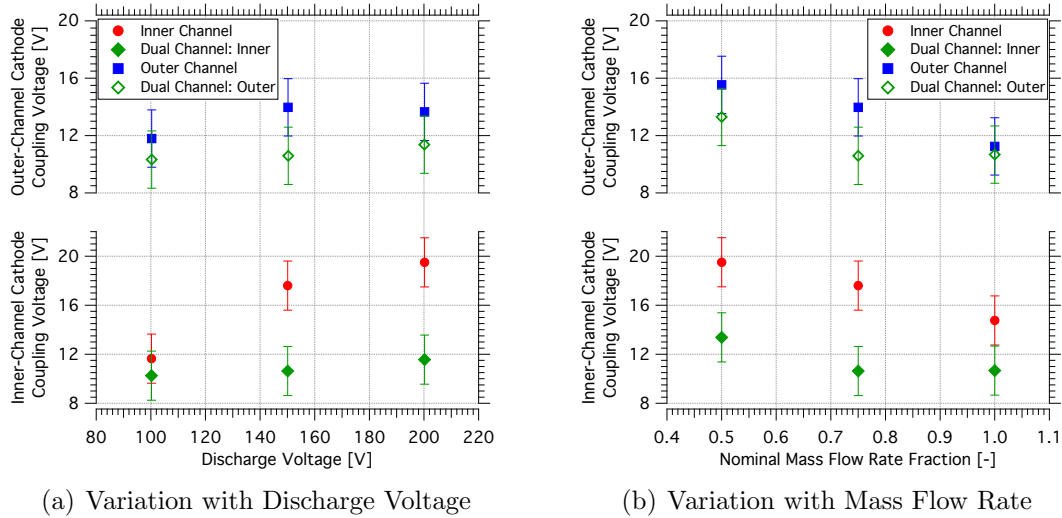 Outer-Channel Cathode
Coupling Voltage [V]
20
16
12
8
Inner Channel
Dual Channel: Inner
Outer Channel
Dual Channel: Outer
Inner-Channel Cathode
Coupling Voltage [V]
20
16
12
8
80 100 120 140 160 180 200 220
Discharge Voltage [V]
(a) Variation with Discharge Voltage
Outer-Channel Cathode
Coupling Voltage [V]
20
16
12
8
Inner Channel
Dual Channel: Inner
Outer Channel
Dual Channel: Outer
Inner-Channel Cathode
Coupling Voltage [V]
20
16
12
8
0.4 0.5 0.6 0.7 0.8 0.9 1.0 1.1
Nominal Mass Flow Rate Fraction [-]
(b) Variation with Mass Flow Rate